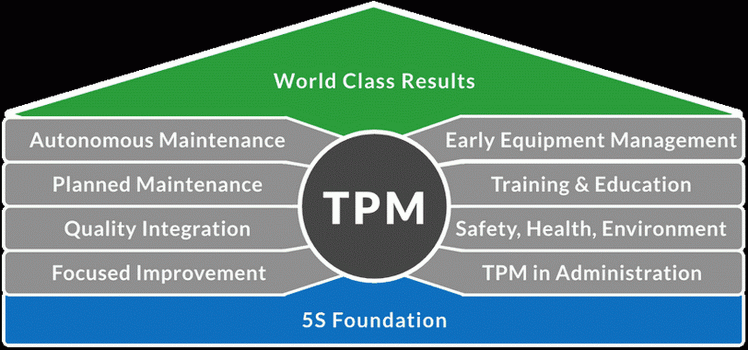 World Class Results
Autonomous Maintenance
Early Equipment Management
Planned Maintenance
Training & Education
TPM
Quality Integration
Safety, Health, Environment
Focused Improvement
TPM in Administration
5S Foundation